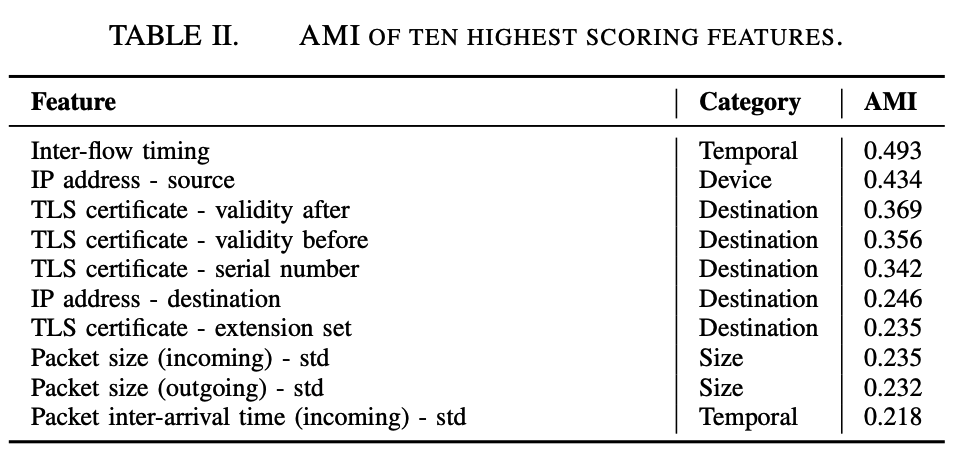 TABLE II. AMI OF TEN HIGHEST SCORING FEATURES.
Feature Category AMI
Inter-flow timing Temporal 0.493
IP address - source Device 0.434
TLS certificate - validity after Destination 0.369
TLS certificate - validity before Destination 0.356
TLS certificate - serial number Destination 0.342
IP address - destination Destination 0.246
TLS certificate - extension set Destination 0.235
Packet size (incoming) - std Size 0.235
Packet size (outgoing) - std Size 0.232
Packet inter-arrival time (incoming) - std Temporal 0.218